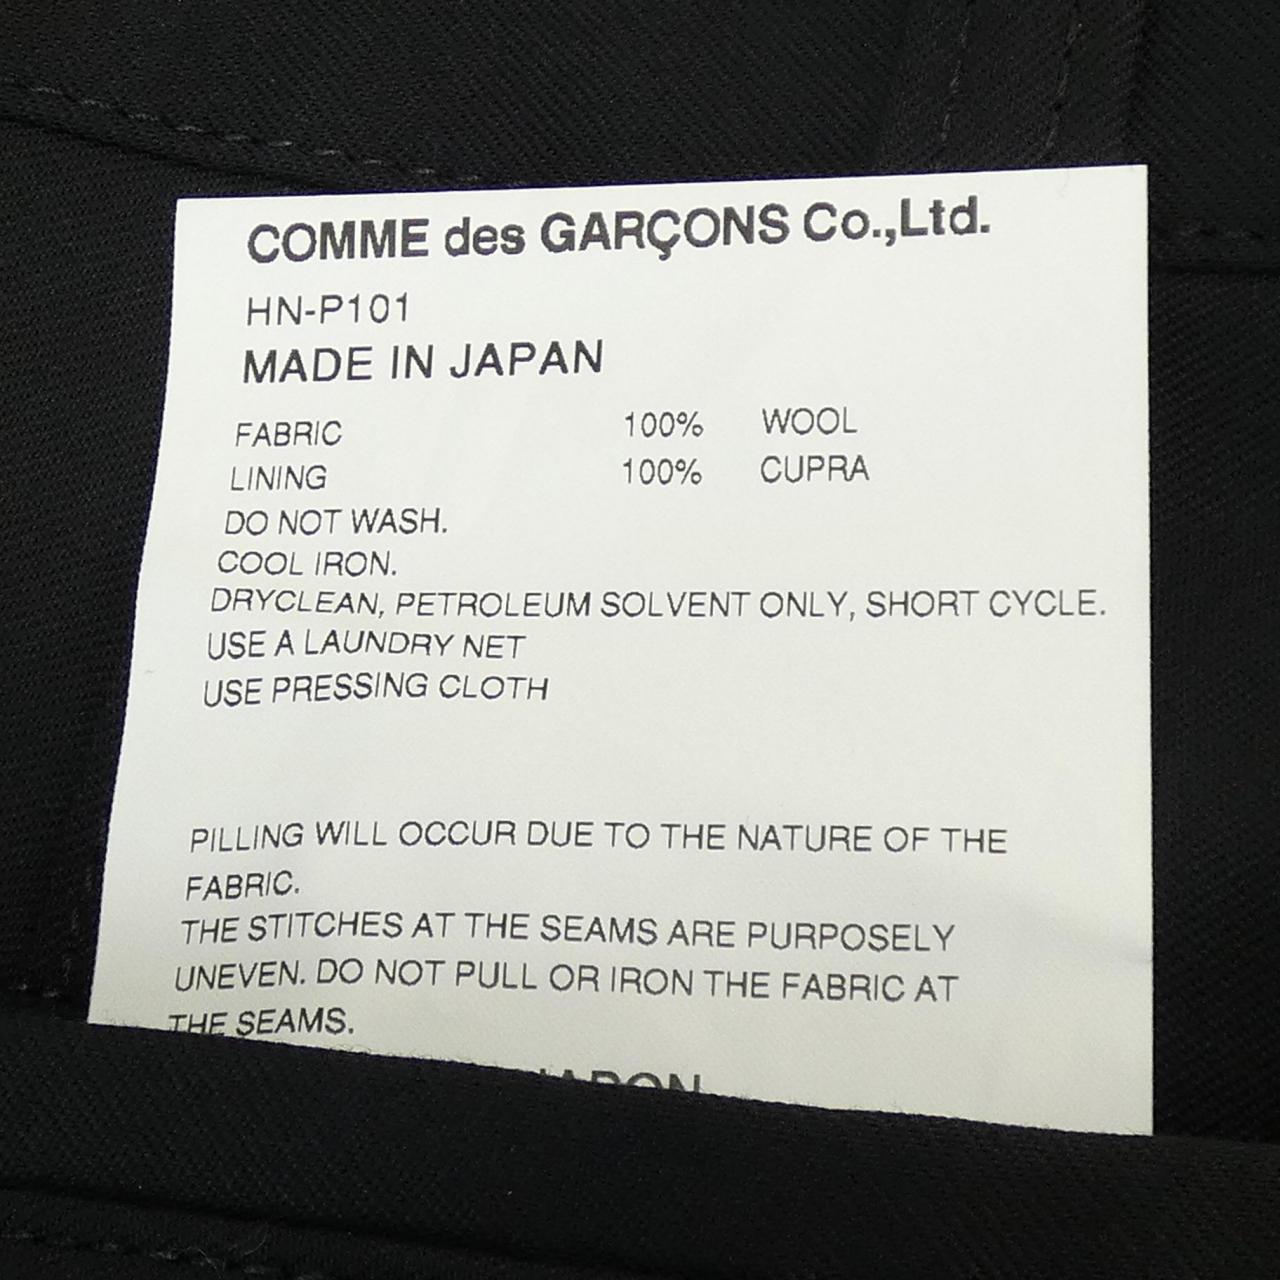 COMME des GARÇONS Co.,Ltd.
HN-P101
MADE IN JAPAN
FABRIC 100% WOOL
LINING 100% CUPRA
DO NOT WASH.
COOL IRON.
DRYCLEAN, PETROLEUM SOLVENT ONLY, SHORT CYCLE.
USE A LAUNDRY NET
USE PRESSING CLOTH
PILLING WILL OCCUR DUE TO THE NATURE OF THE
FABRIC.
THE STITCHES AT THE SEAMS ARE PURPOSELY
UNEVEN. DO NOT PULL OR IRON THE FABRIC AT
THE SEAMS.